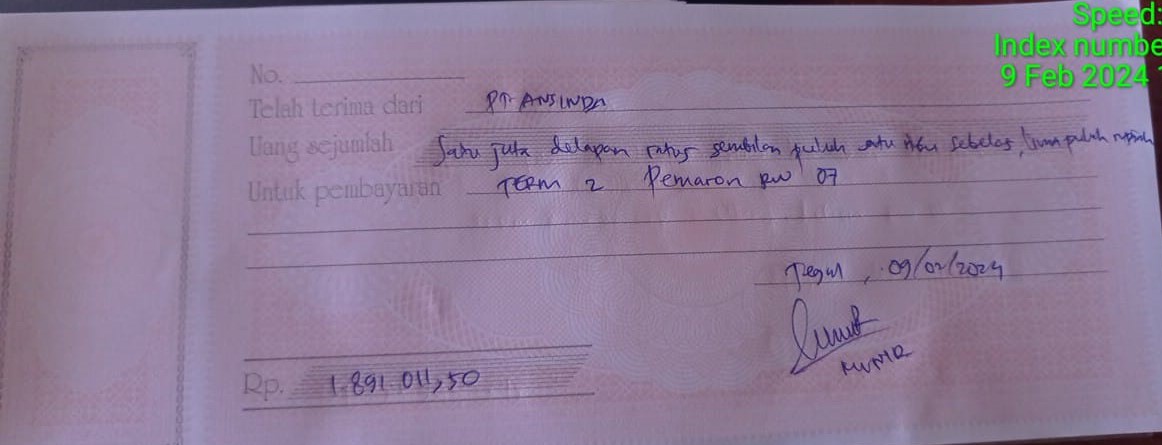 Speed:
Index numbe
9 Feb 2024
No.
Telah terima dari PT ANSINDA
Uang sejumlah Satu juta delapan ratus sembilan puluh satu ribu sebelas, lima puluh rupiah
Untuk pembayaran TERM 2 Pemaron RW 07
Tegal, 09/02/2024
MUNIR
Rp. 1.891.011,50